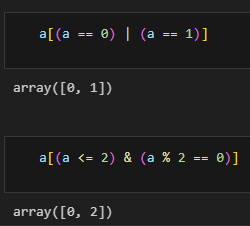 a[(a == 0) | (a == 1)]
array([0, 1])
a[(a <= 2) & (a % 2 == 0)]
array([0, 2])